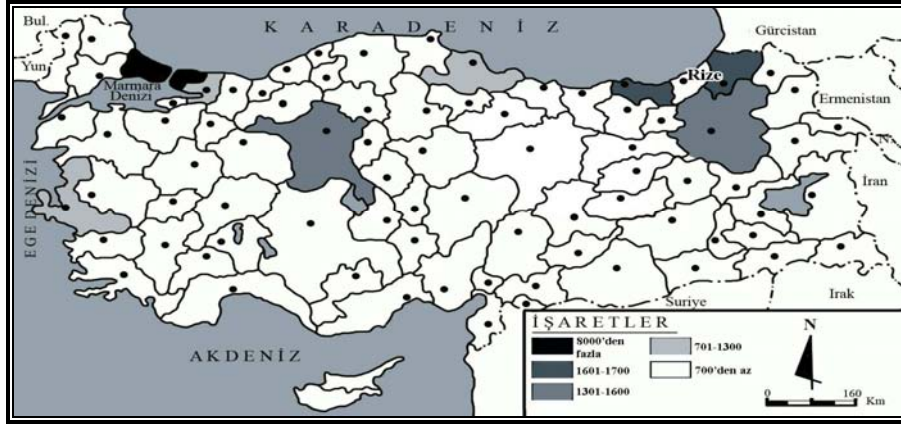 Bul.
K A R A D E N İ Z
Gürcistan
Yun.
Rize
Marmara
Denizi
Ermenistan
N.
İran
EGE DENİZİ
Suriye
Irak
AKDENİZ
İŞARETLER
8000'den
fazla
701-1300
1601-1700
700'den az
1301-1600
N
0 160
Km